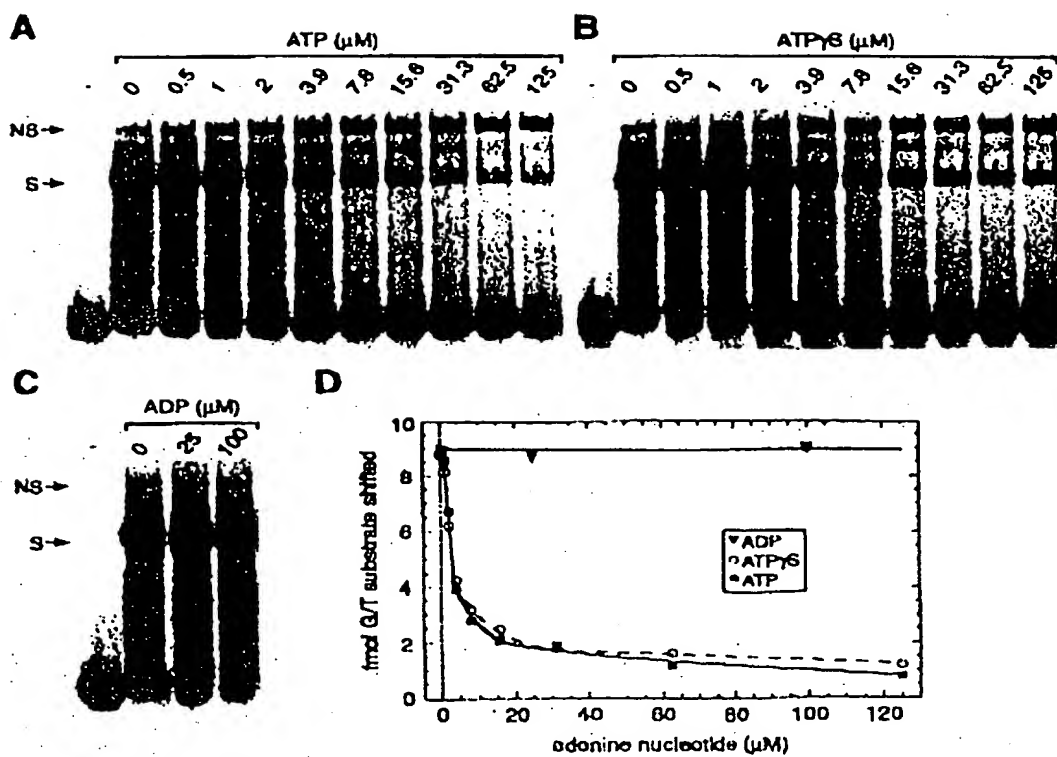 A
ATP (μM)
0 0.5 1 2 3.9 7.8 15.6 31.3 62.5 125
NS
S
B
ATPγS (μM)
0 0.5 1 2 3.9 7.8 15.6 31.3 62.5 125
C
ADP (μM)
0 25 100
NS
S
D
fmol G/T substrate shifted
10
8
6
4
2
0
ADP
ATPγS
ATP
0 20 40 60 80 100 120
adenine nucleotide (μM)